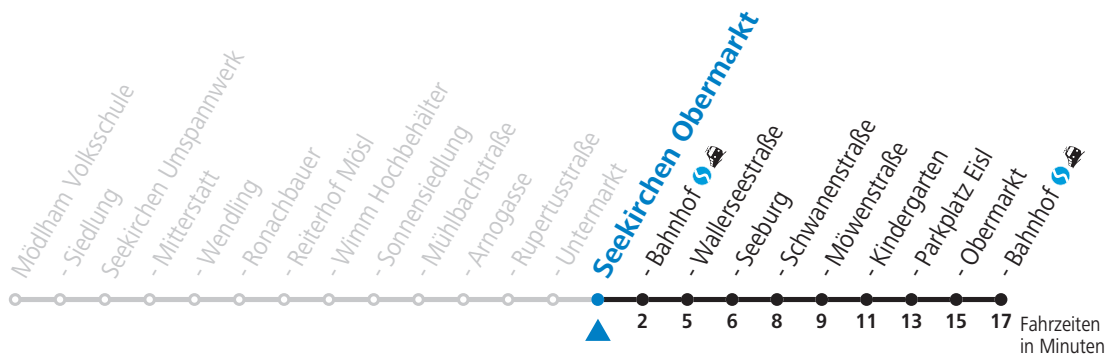 Mödlham Volksschule
- Siedlung
Seekirchen Umspannwerk
- Mitterstatt
- Wendling
- Ronachbauer
- Reiterhof Mösl
- Wimm Hochbehälter
- Sonnensiedlung
- Mühlbachstraße
- Arnogasse
- Rupertusstraße
- Untermarkt
Seekirchen Obermarkt
- Bahnhof S
- Wallerseestraße
- Seeburg
- Schwanenstraße
- Möwenstraße
- Kindergarten
- Parkplatz Eisl
- Obermarkt
- Bahnhof S
2 5 6 8 9 11 13 15 17 Fahrzeiten
in Minuten